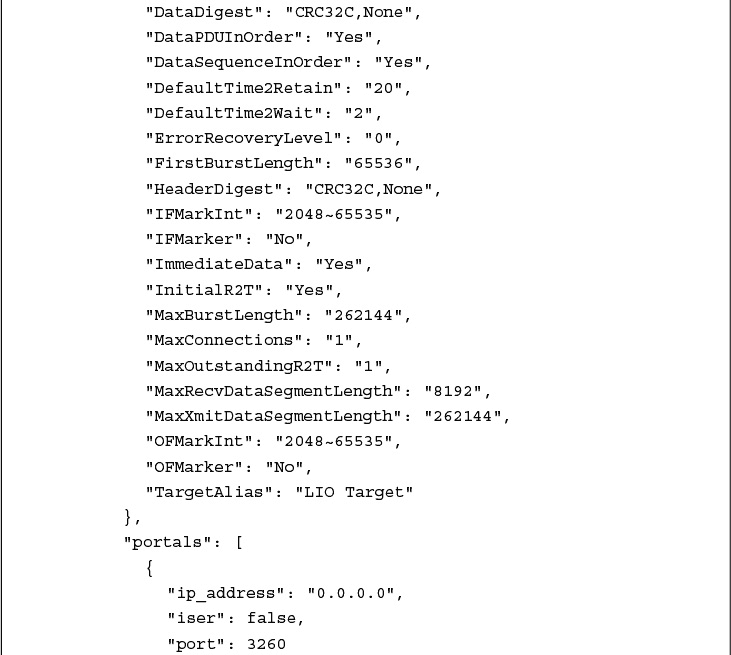 "DataDigest": "CRC32C,None",
"DataPDUInOrder": "Yes",
"DataSequenceInOrder": "Yes",
"DefaultTime2Retain": "20",
"DefaultTime2Wait": "2",
"ErrorRecoveryLevel": "0",
"FirstBurstLength": "65536",
"HeaderDigest": "CRC32C,None",
"IFMarkInt": "2048~65535",
"IFMarker": "No",
"ImmediateData": "Yes",
"InitialR2T": "Yes",
"MaxBurstLength": "262144",
"MaxConnections": "1",
"MaxOutstandingR2T": "1",
"MaxRecvDataSegmentLength": "8192",
"MaxXmitDataSegmentLength": "262144",
"OFMarkInt": "2048~65535",
"OFMarker": "No",
"TargetAlias": "LIO Target"
},
"portals": [
{
"ip_address": "0.0.0.0",
"iser": false,
"port": 3260